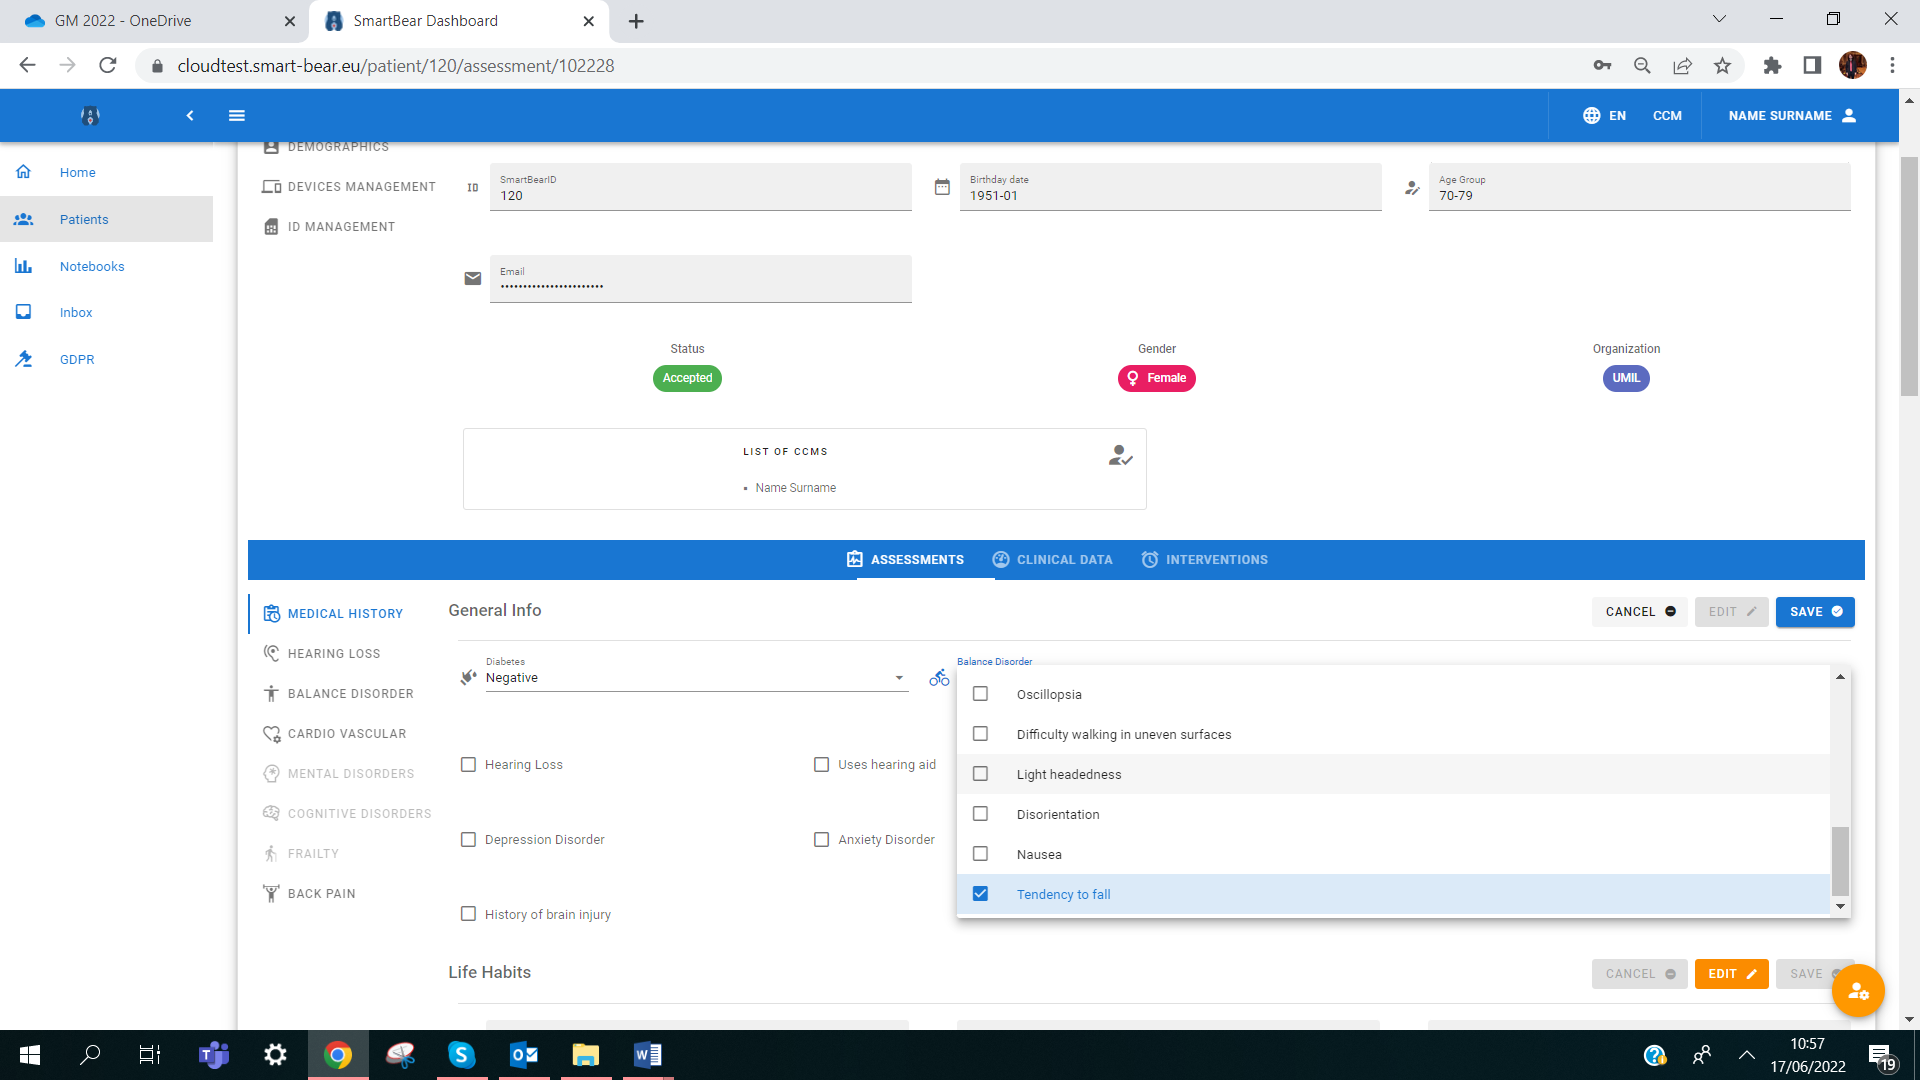 GM 2022 - OneDrive
SmartBear Dashboard
cloudtest.smart-bear.eu/patient/120/assessment/102228
EN
CCM
NAME SURNAME
Home
Patients
Notebooks
Inbox
GDPR
DEMOGRAPHICS
DEVICES MANAGEMENT
ID MANAGEMENT
ID
SmartBearID
120
Birthday date
1951-01
Age Group
70-79
Email
•••••••••••••••••••••••
Status
Accepted
Gender
Female
Organization
UMIL
LIST OF CCMS
• Name Surname
ASSESSMENTS
CLINICAL DATA
INTERVENTIONS
MEDICAL HISTORY
HEARING LOSS
BALANCE DISORDER
CARDIO VASCULAR
MENTAL DISORDERS
COGNITIVE DISORDERS
FRAILTY
BACK PAIN
General Info
CANCEL
EDIT
SAVE
Diabetes
Negative
Balance Disorder
Oscillopsia
Difficulty walking in uneven surfaces
Light headedness
Disorientation
Nausea
Tendency to fall
Hearing Loss
Uses hearing aid
Depression Disorder
Anxiety Disorder
History of brain injury
Life Habits
CANCEL
EDIT
SAVE
10:57
17/06/2022
19